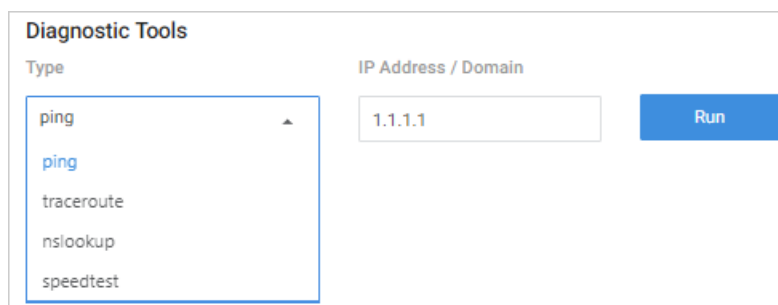 Diagnostic Tools
Type
IP Address / Domain
ping
1.1.1.1
Run
ping
traceroute
nslookup
speedtest